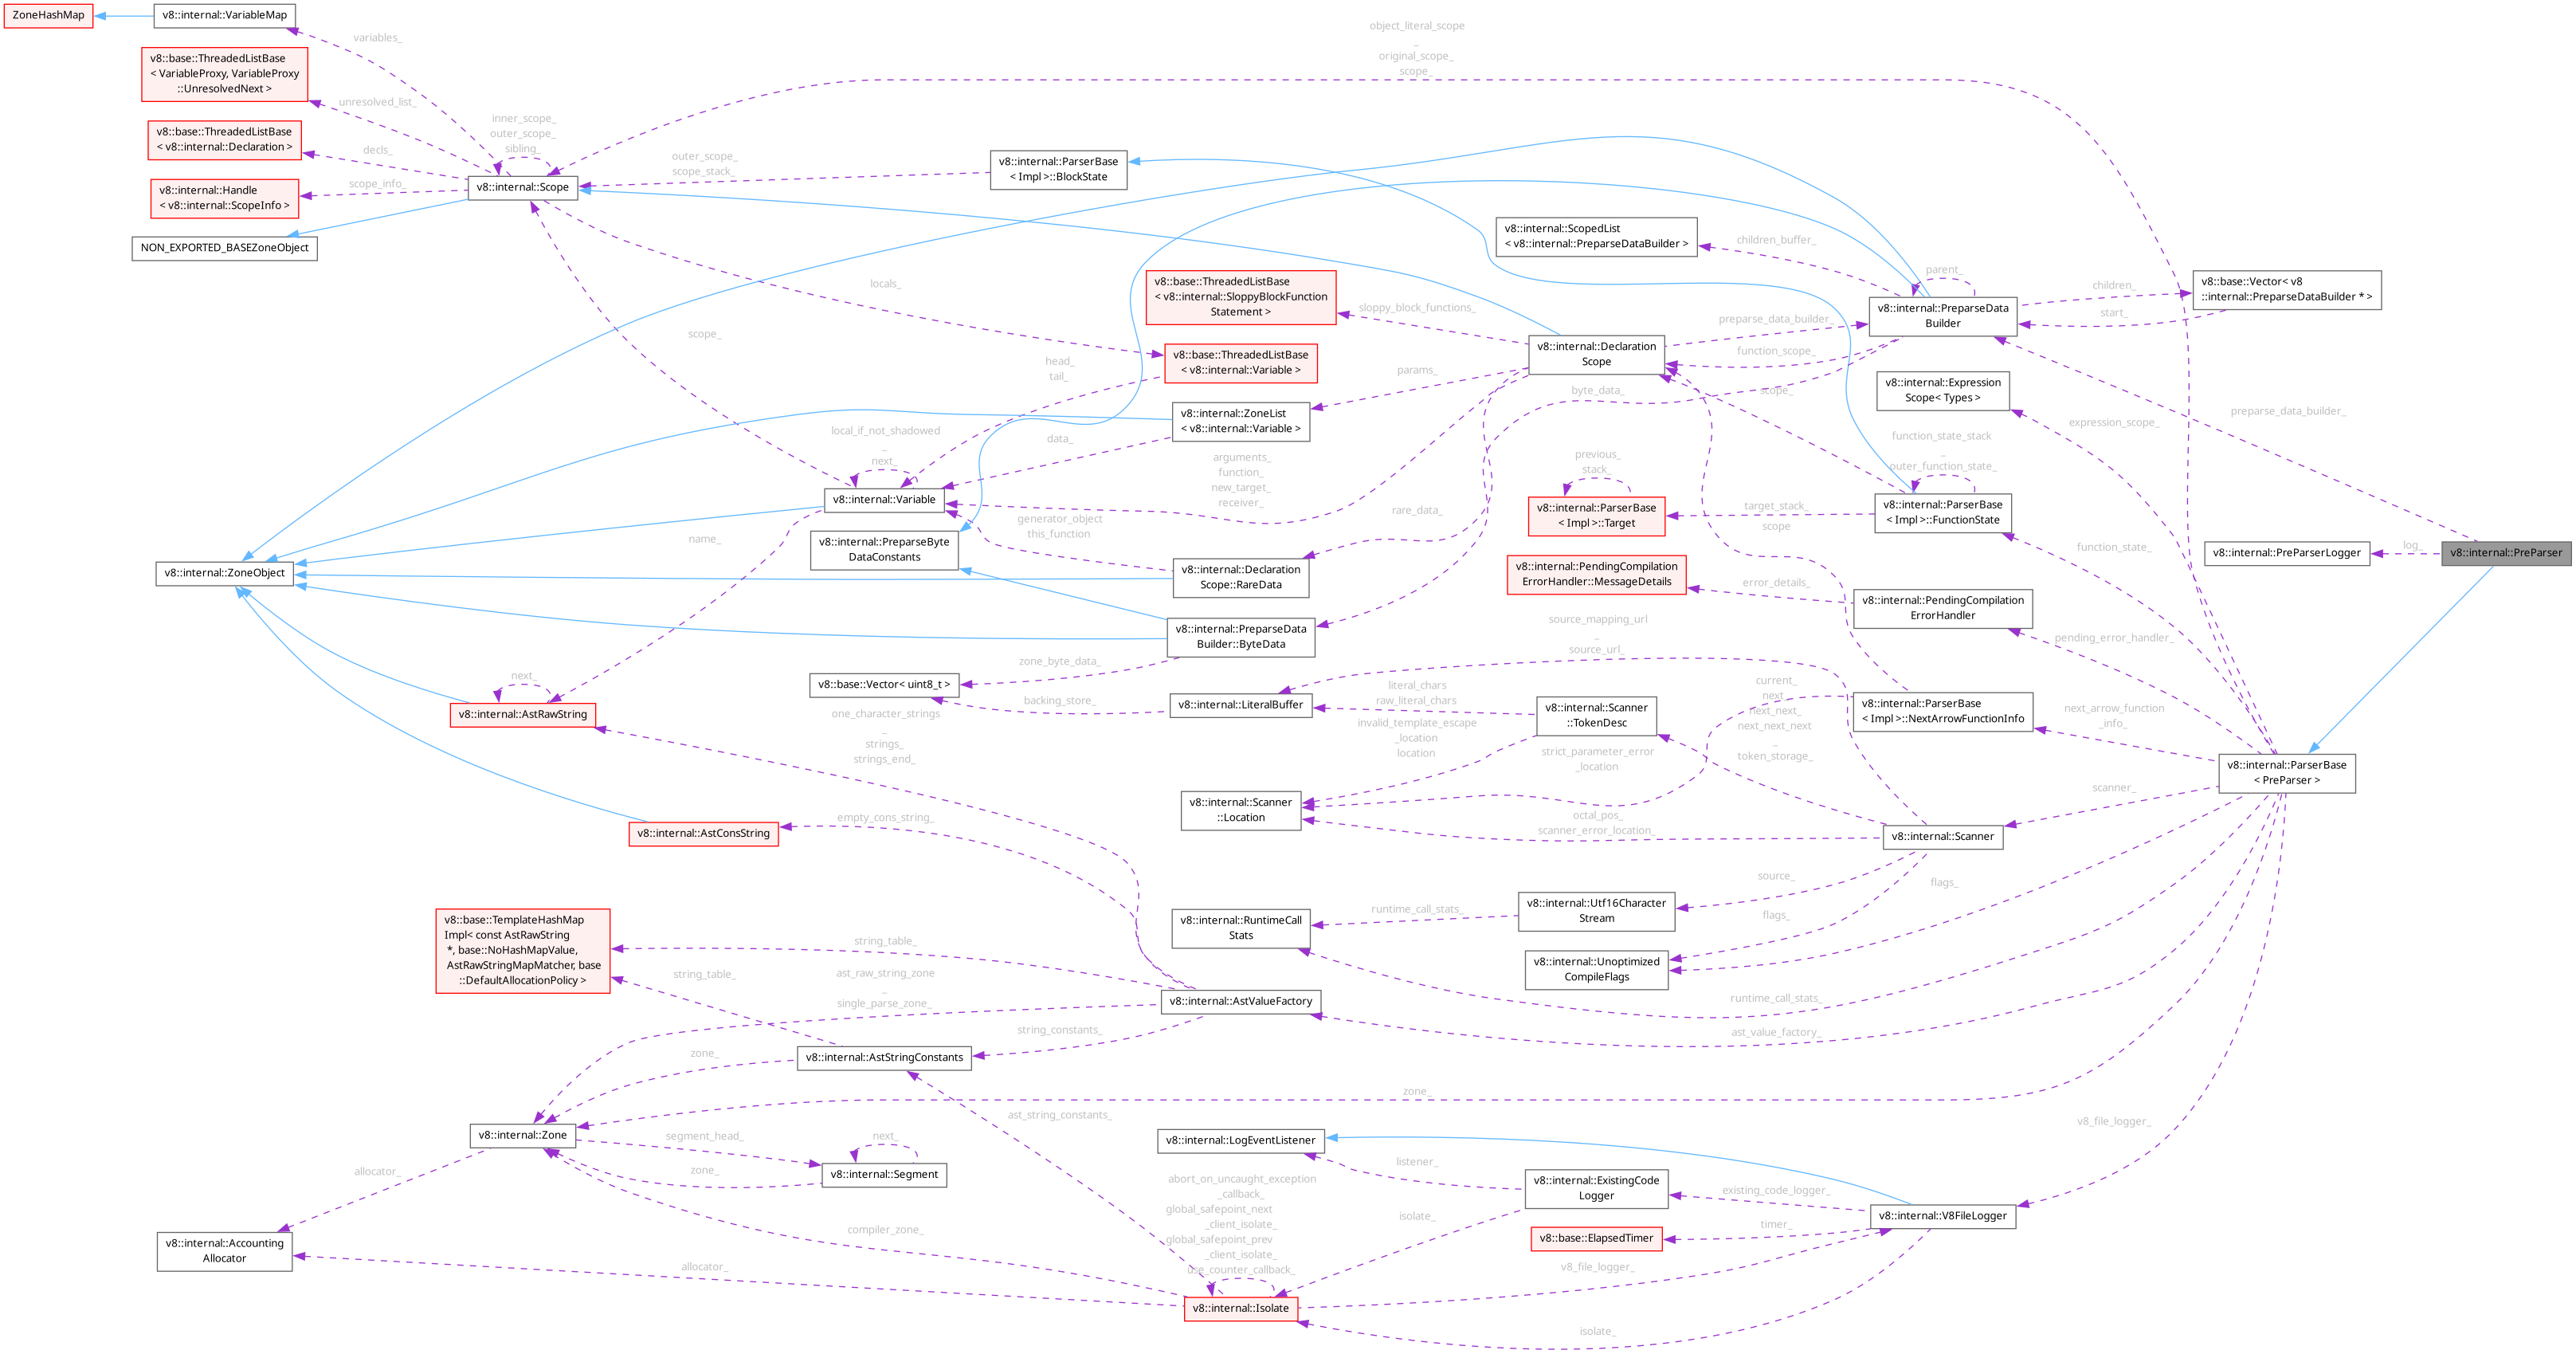 ZoneHashMap
v8::internal::VariableMap
variables_
v8::base::ThreadedListBase
< VariableProxy, VariableProxy
::UnresolvedNext >
unresolved_list_
v8::base::ThreadedListBase
< v8::internal::Declaration >
decls_
v8::internal::Handle
< v8::internal::ScopeInfo >
scope_info_
NON_EXPORTED_BASEZoneObject
inner_scope_
outer_scope_
sibling_
v8::internal::Scope
outer_scope_
scope_stack_
v8::internal::ParserBase
< Impl >::BlockState
object_literal_scope
_
original_scope_
scope_
locals_
scope_
v8::internal::ScopedList
< v8::internal::PreparseDataBuilder >
children_buffer_
v8::base::ThreadedListBase
< v8::internal::SloppyBlockFunction
Statement >
sloppy_block_functions_
v8::base::ThreadedListBase
< v8::internal::Variable >
head_
tail_
v8::internal::Declaration
Scope
preparse_data_builder_
function_scope_
parent_
v8::internal::PreparseData
Builder
children_
start_
v8::base::Vector< v8
::internal::PreparseDataBuilder * >
params_
byte_data_
scope_
v8::internal::Expression
Scope< Types >
expression_scope_
preparse_data_builder_
v8::internal::ZoneList
< v8::internal::Variable >
data_
local_if_not_shadowed
_
next_
v8::internal::Variable
arguments_
function_
new_target_
receiver_
previous_
stack_
v8::internal::ParserBase
< Impl >::Target
target_stack_
scope
function_state_stack
_
outer_function_state_
v8::internal::ParserBase
< Impl >::FunctionState
function_state_
rare_data_
generator_object
this_function
name_
v8::internal::PreparseByte
DataConstants
v8::internal::ZoneObject
v8::internal::Declaration
Scope::RareData
v8::internal::PendingCompilation
ErrorHandler::MessageDetails
error_details_
v8::internal::PendingCompilation
ErrorHandler
pending_error_handler_
v8::internal::PreParserLogger
log_
v8::internal::PreParser
v8::internal::PreparseData
Builder::ByteData
zone_byte_data_
v8::base::Vector< uint8_t >
backing_store_
v8::internal::LiteralBuffer
source_mapping_url
_
source_url_
literal_chars
raw_literal_chars
v8::internal::Scanner
::TokenDesc
invalid_template_escape
_location
location
strict_parameter_error
_location
current_
next_
next_next_
next_next_next
_
token_storage_
v8::internal::ParserBase
< Impl >::NextArrowFunctionInfo
next_arrow_function
_info_
next_
v8::internal::AstRawString
one_character_strings
_
strings_
strings_end_
v8::internal::ParserBase
< PreParser >
scanner_
v8::internal::Scanner
::Location
octal_pos_
scanner_error_location_
v8::internal::Scanner
v8::internal::AstConsString
empty_cons_string_
source_
flags_
flags_
v8::internal::Utf16Character
Stream
runtime_call_stats_
v8::internal::RuntimeCall
Stats
v8::internal::Unoptimized
CompileFlags
v8::base::TemplateHashMap
Impl< const AstRawString
*, base::NoHashMapValue,
AstRawStringMapMatcher, base
::DefaultAllocationPolicy >
string_table_
string_table_
ast_raw_string_zone
_
single_parse_zone_
v8::internal::AstValueFactory
runtime_call_stats_
ast_value_factory_
string_constants_
v8::internal::AstStringConstants
zone_
zone_
ast_string_constants_
v8_file_logger_
v8::internal::Zone
segment_head_
zone_
next_
v8::internal::Segment
v8::internal::LogEventListener
listener_
v8::internal::ExistingCode
Logger
existing_code_logger_
v8::internal::V8FileLogger
timer_
v8::base::ElapsedTimer
allocator_
v8::internal::Accounting
Allocator
compiler_zone_
allocator_
abort_on_uncaught_exception
_callback_
global_safepoint_next
_client_isolate_
global_safepoint_prev
_client_isolate_
use_counter_callback_
v8::internal::Isolate
isolate_
v8_file_logger_
isolate_